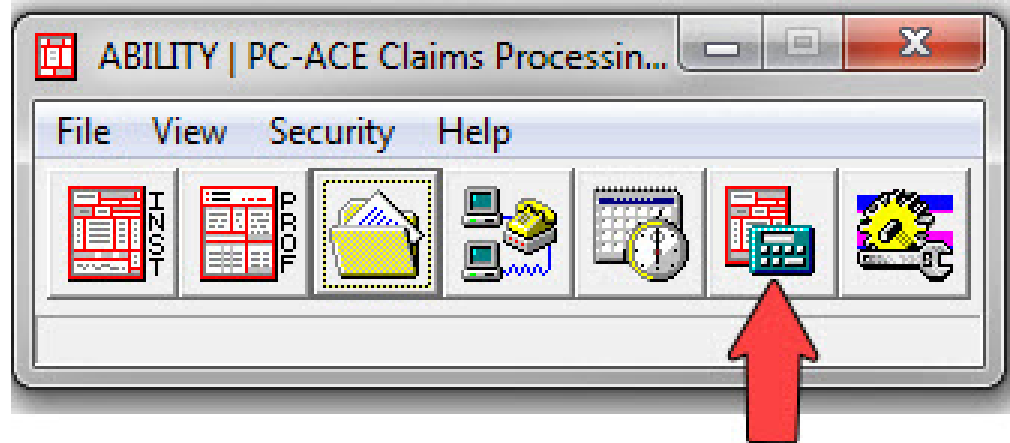 ABILITY | PC-ACE Claims Processin...
File View Security Help
INST
PROF